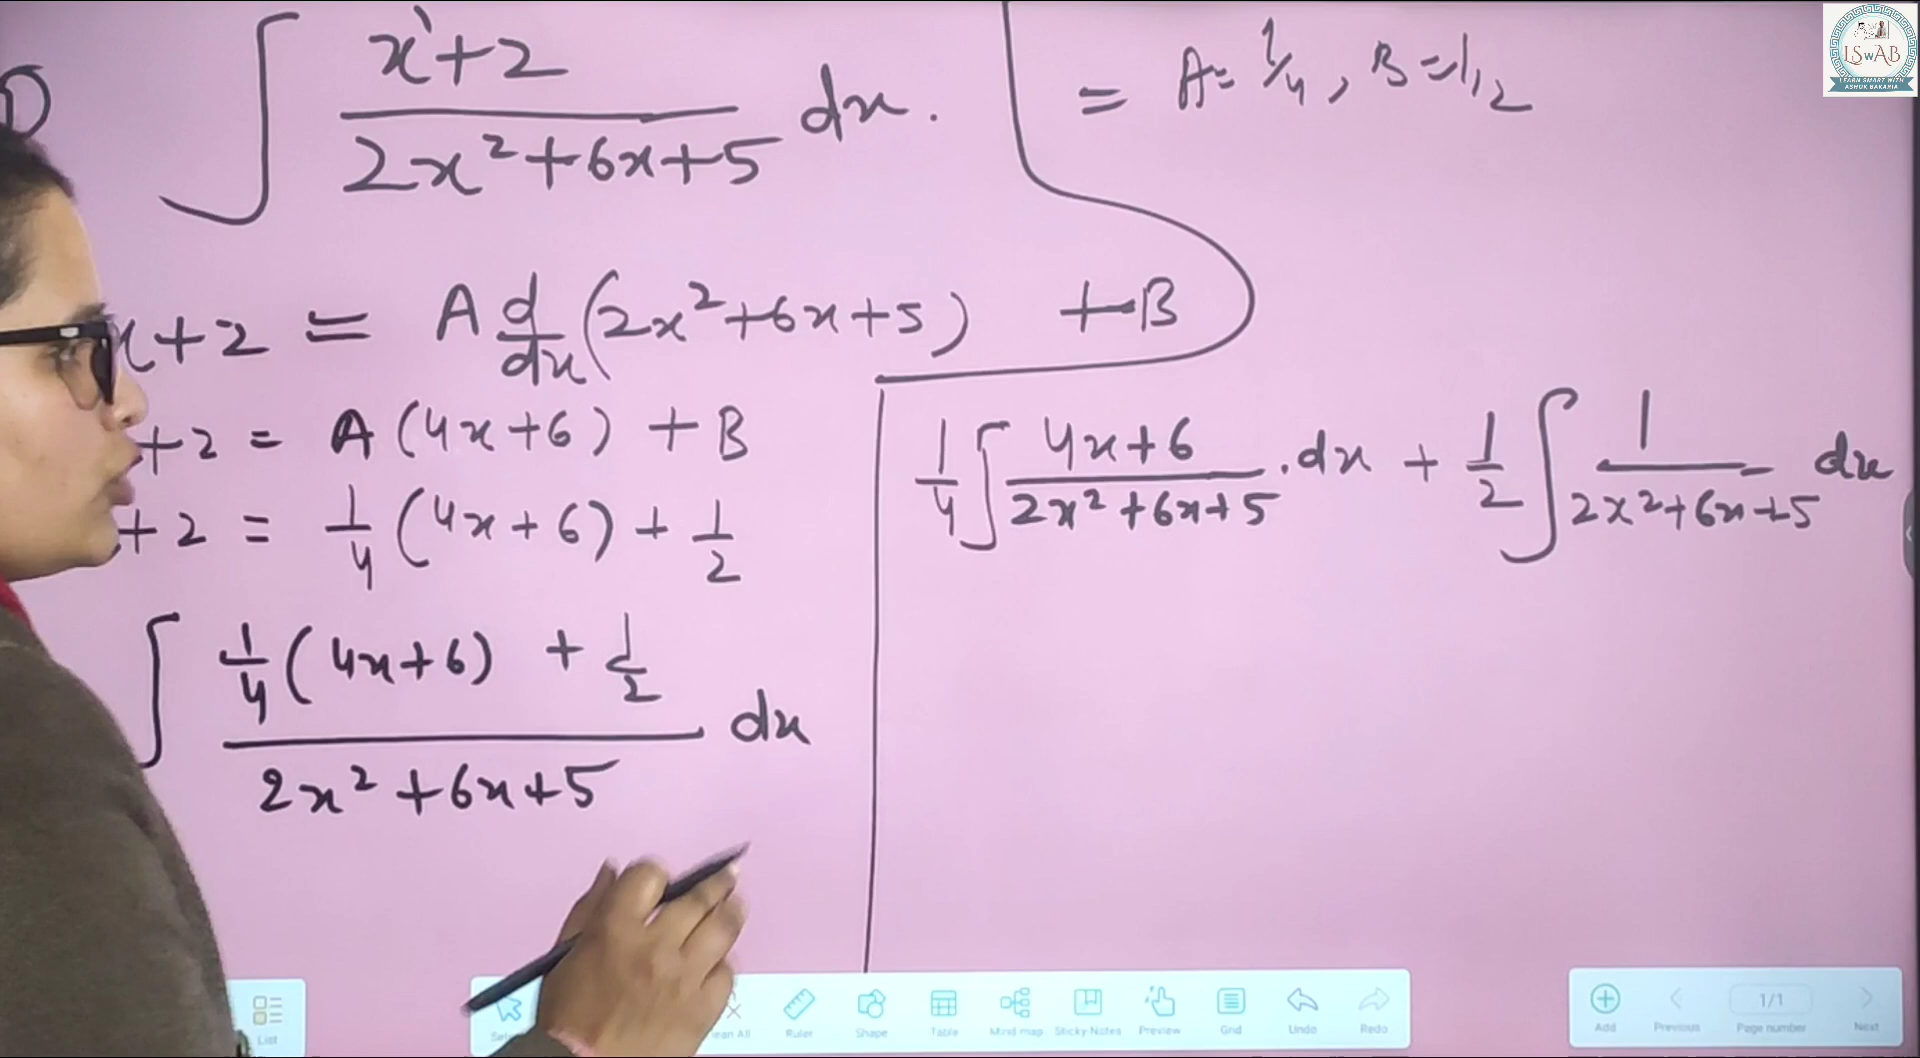 ∫ x+2 / 2x²+6x+5 dx.
= A = 1/4, B = 1/2
x+2 = A d/dx (2x²+6x+5) + B
+2 = A (4x+6) + B
+2 = 1/4 (4x+6) + 1/2
∫ 1/4 (4x+6) + 1/2 / 2x²+6x+5 dx
1/4 ∫ 4x+6 / 2x²+6x+5 . dx + 1/2 ∫ 1 / 2x²+6x+5 dx
LSwAB
LEARN SMART WITH
ASHOK BAKARIA
List
Ruler
Shape
Table
Mind map
Sticky Notes
Preview
Grid
Undo
Redo
Add
Previous
1/1
Page number
Next